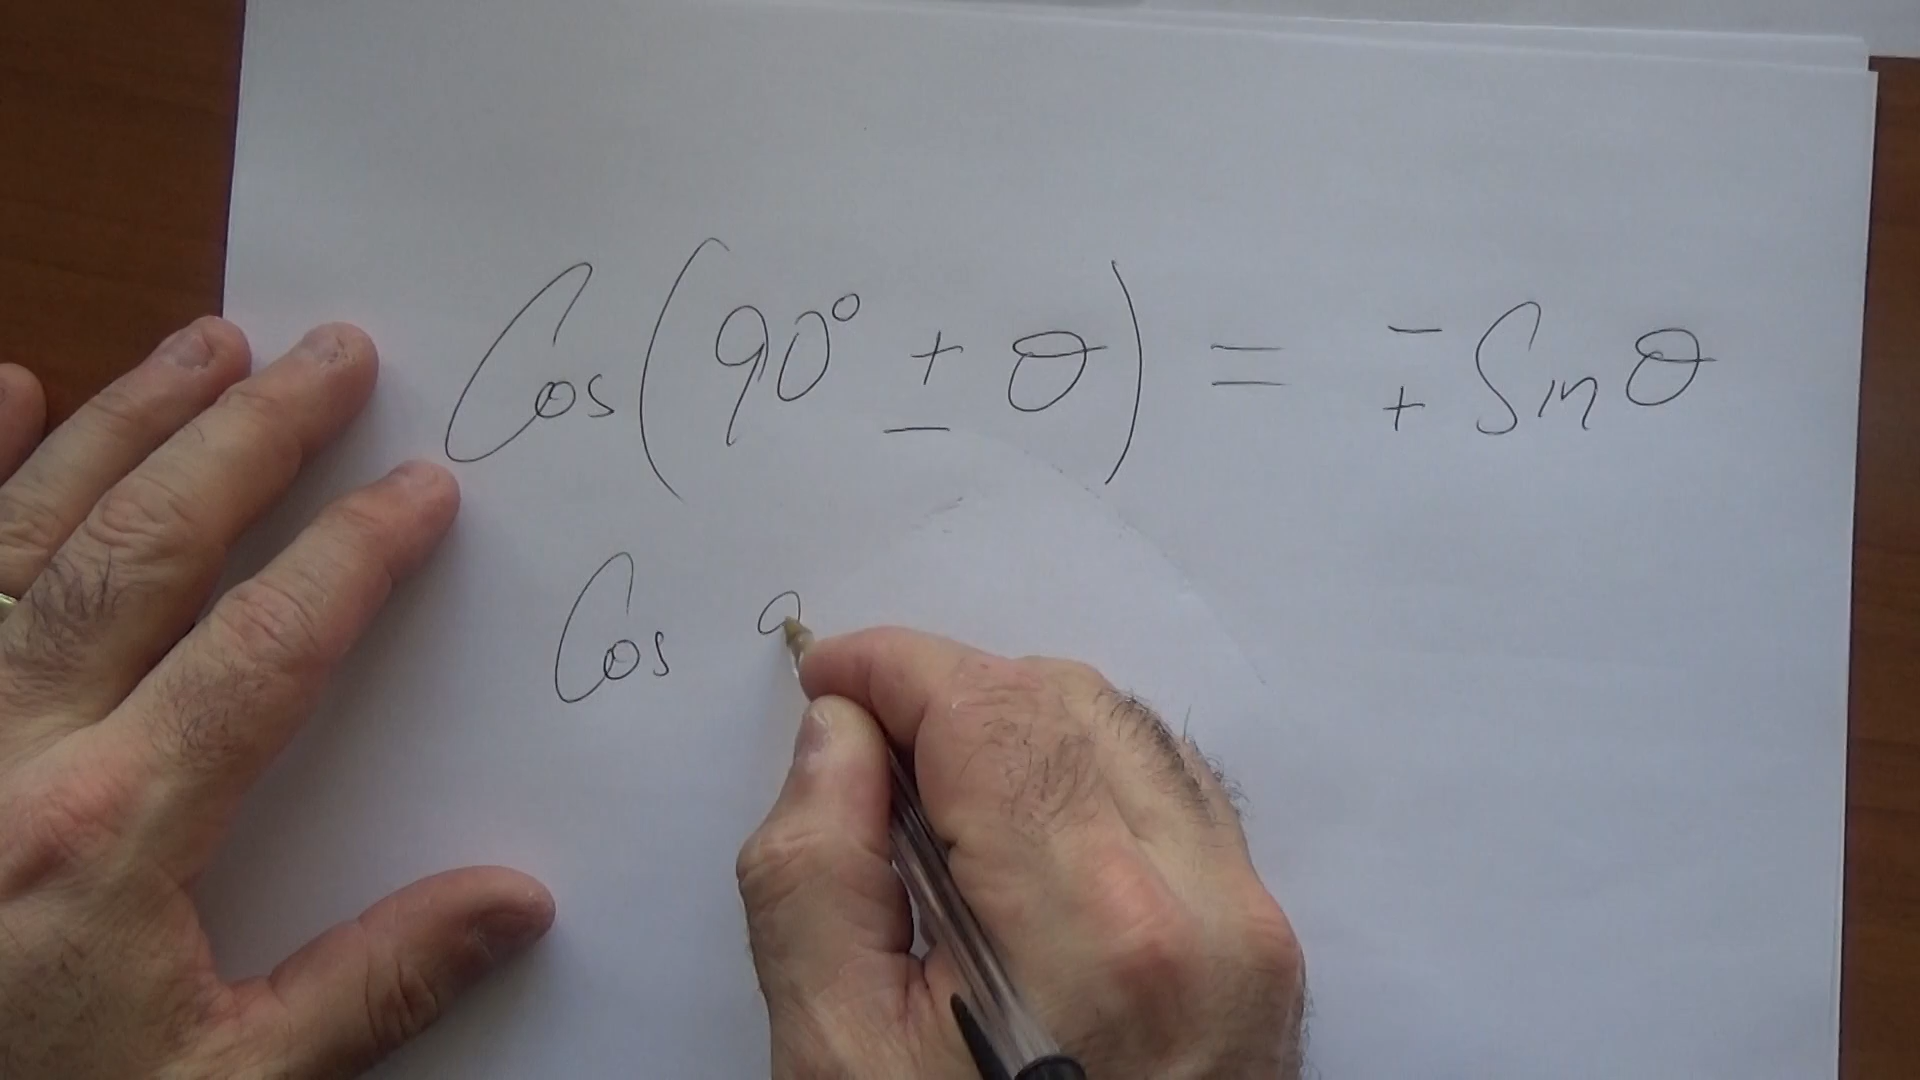 Cos(90° ± θ) = ∓ Sin θ
Cos 9